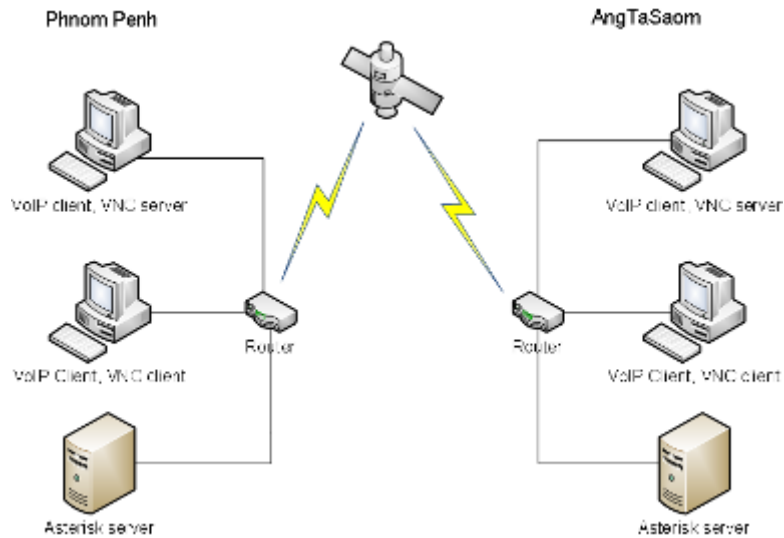 Phnom Penh
AngTaSaom
VoIP client, VNC server
VoIP client, VNC server
Router
Router
VoIP Client, VNC client
VoIP Client, VNC client
Asterisk server
Asterisk server